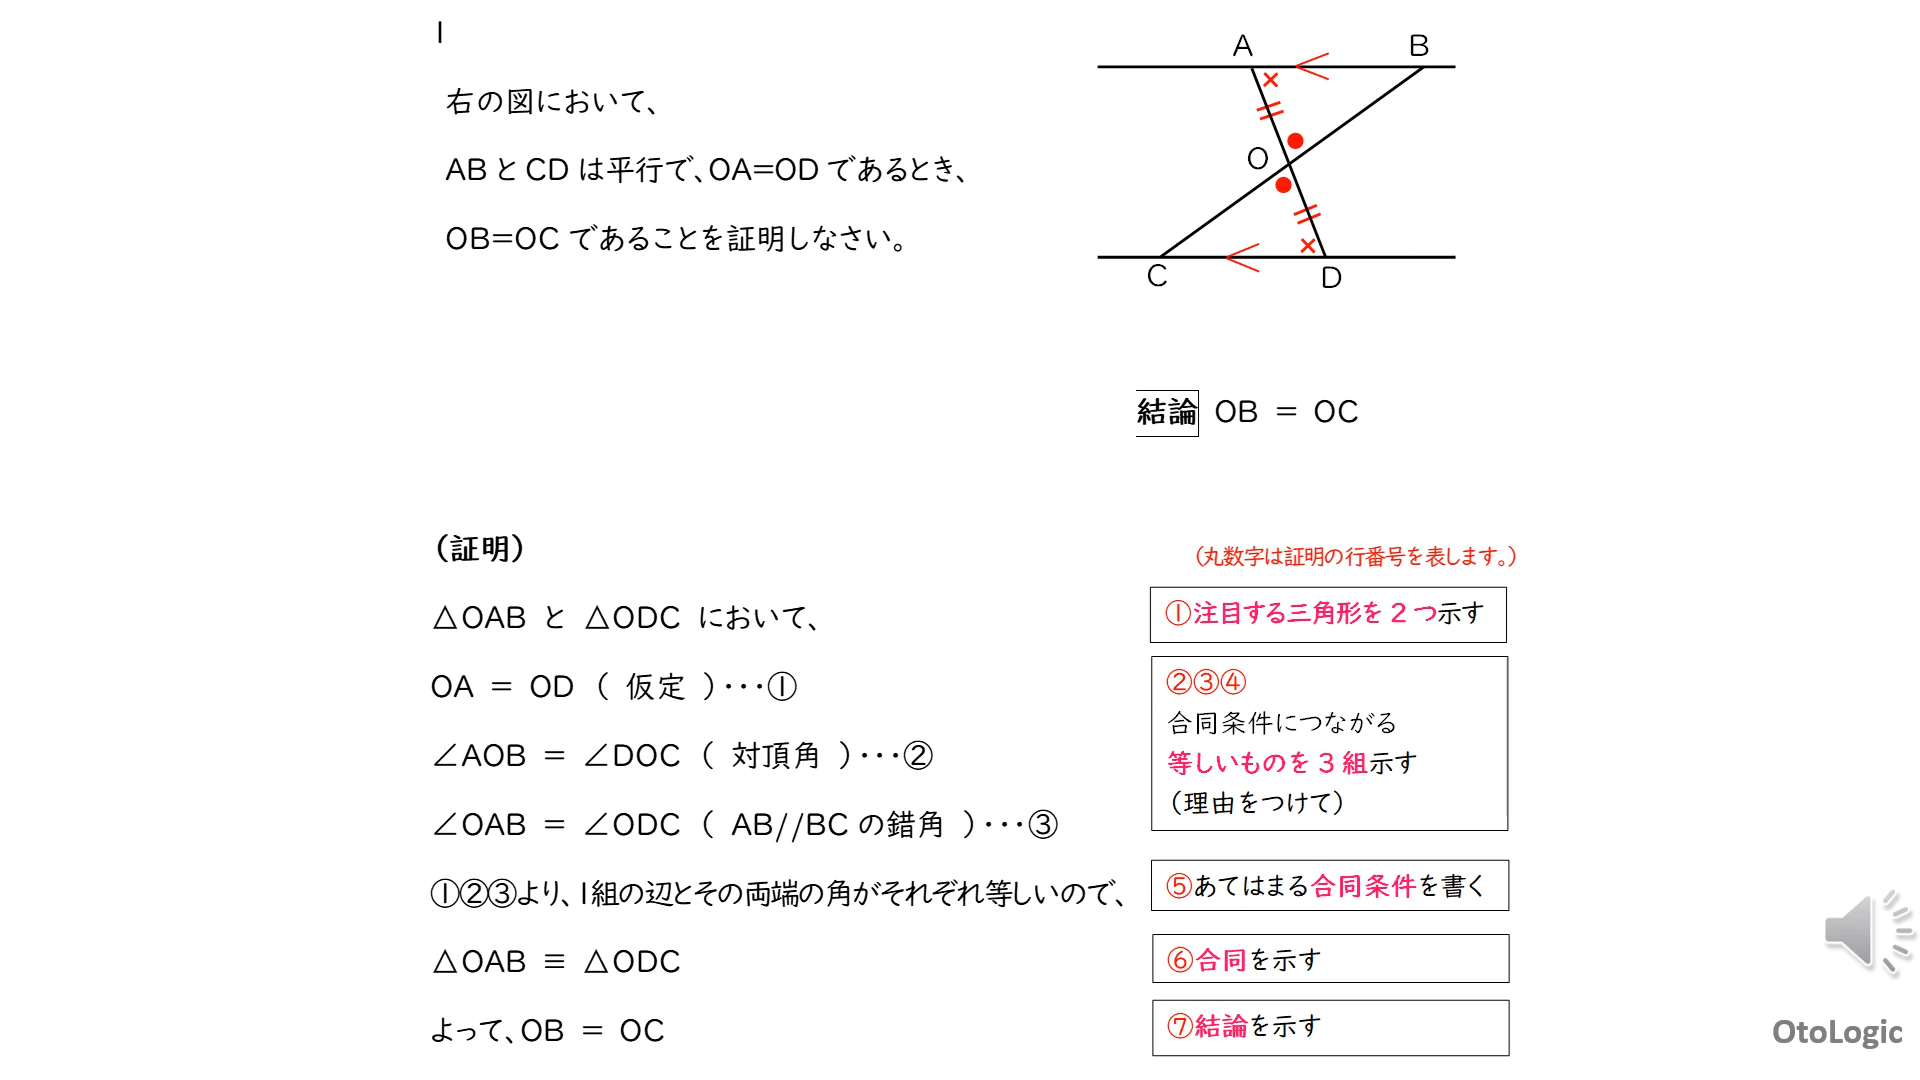 1
右の図において、
ABとCDは平行で、OA=ODであるとき、
OB=OCであることを証明しなさい。
A
B
O
C
D
結論 OB = OC
(証明)
(丸数字は証明の行番号を表します。)
△OAB と △ODC において、
①注目する三角形を2つ示す
OA = OD ( 仮定 )・・・①
∠AOB = ∠DOC ( 対頂角 )・・・②
∠OAB = ∠ODC ( AB//BCの錯角 )・・・③
②③④
合同条件につながる
等しいものを3組示す
(理由をつけて)
①②③より、1組の辺とその両端の角がそれぞれ等しいので、
⑤あてはまる合同条件を書く
△OAB ≡ △ODC
⑥合同を示す
よって、OB = OC
⑦結論を示す
OtoLogic